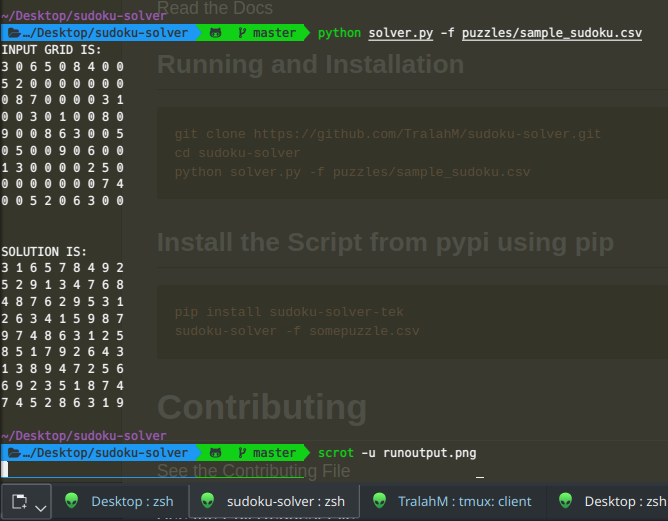 Read the Docs
~/Desktop/sudoku-solver
…/Desktop/sudoku-solver master python solver.py -f puzzles/sample_sudoku.csv
INPUT GRID IS:
3 0 6 5 0 8 4 0 0
5 2 0 0 0 0 0 0 0
0 8 7 0 0 0 0 3 1
0 0 3 0 1 0 0 8 0
9 0 0 8 6 3 0 0 5
0 5 0 0 9 0 6 0 0
1 3 0 0 0 0 2 5 0
0 0 0 0 0 0 0 7 4
0 0 5 2 0 6 3 0 0
Running and Installation
git clone https://github.com/TralahM/sudoku-solver.git
cd sudoku-solver
python solver.py -f puzzles/sample_sudoku.csv
SOLUTION IS:
3 1 6 5 7 8 4 9 2
5 2 9 1 3 4 7 6 8
4 8 7 6 2 9 5 3 1
2 6 3 4 1 5 9 8 7
9 7 4 8 6 3 1 2 5
8 5 1 7 9 2 6 4 3
1 3 8 9 4 7 2 5 6
6 9 2 3 5 1 8 7 4
7 4 5 2 8 6 3 1 9
Install the Script from pypi using pip
pip install sudoku-solver-tek
sudoku-solver -f somepuzzle.csv
Contributing
~/Desktop/sudoku-solver
…/Desktop/sudoku-solver master scrot -u runoutput.png
See the Contributing File
Desktop : zsh
sudoku-solver : zsh
TralahM : tmux: client
Desktop : zsh